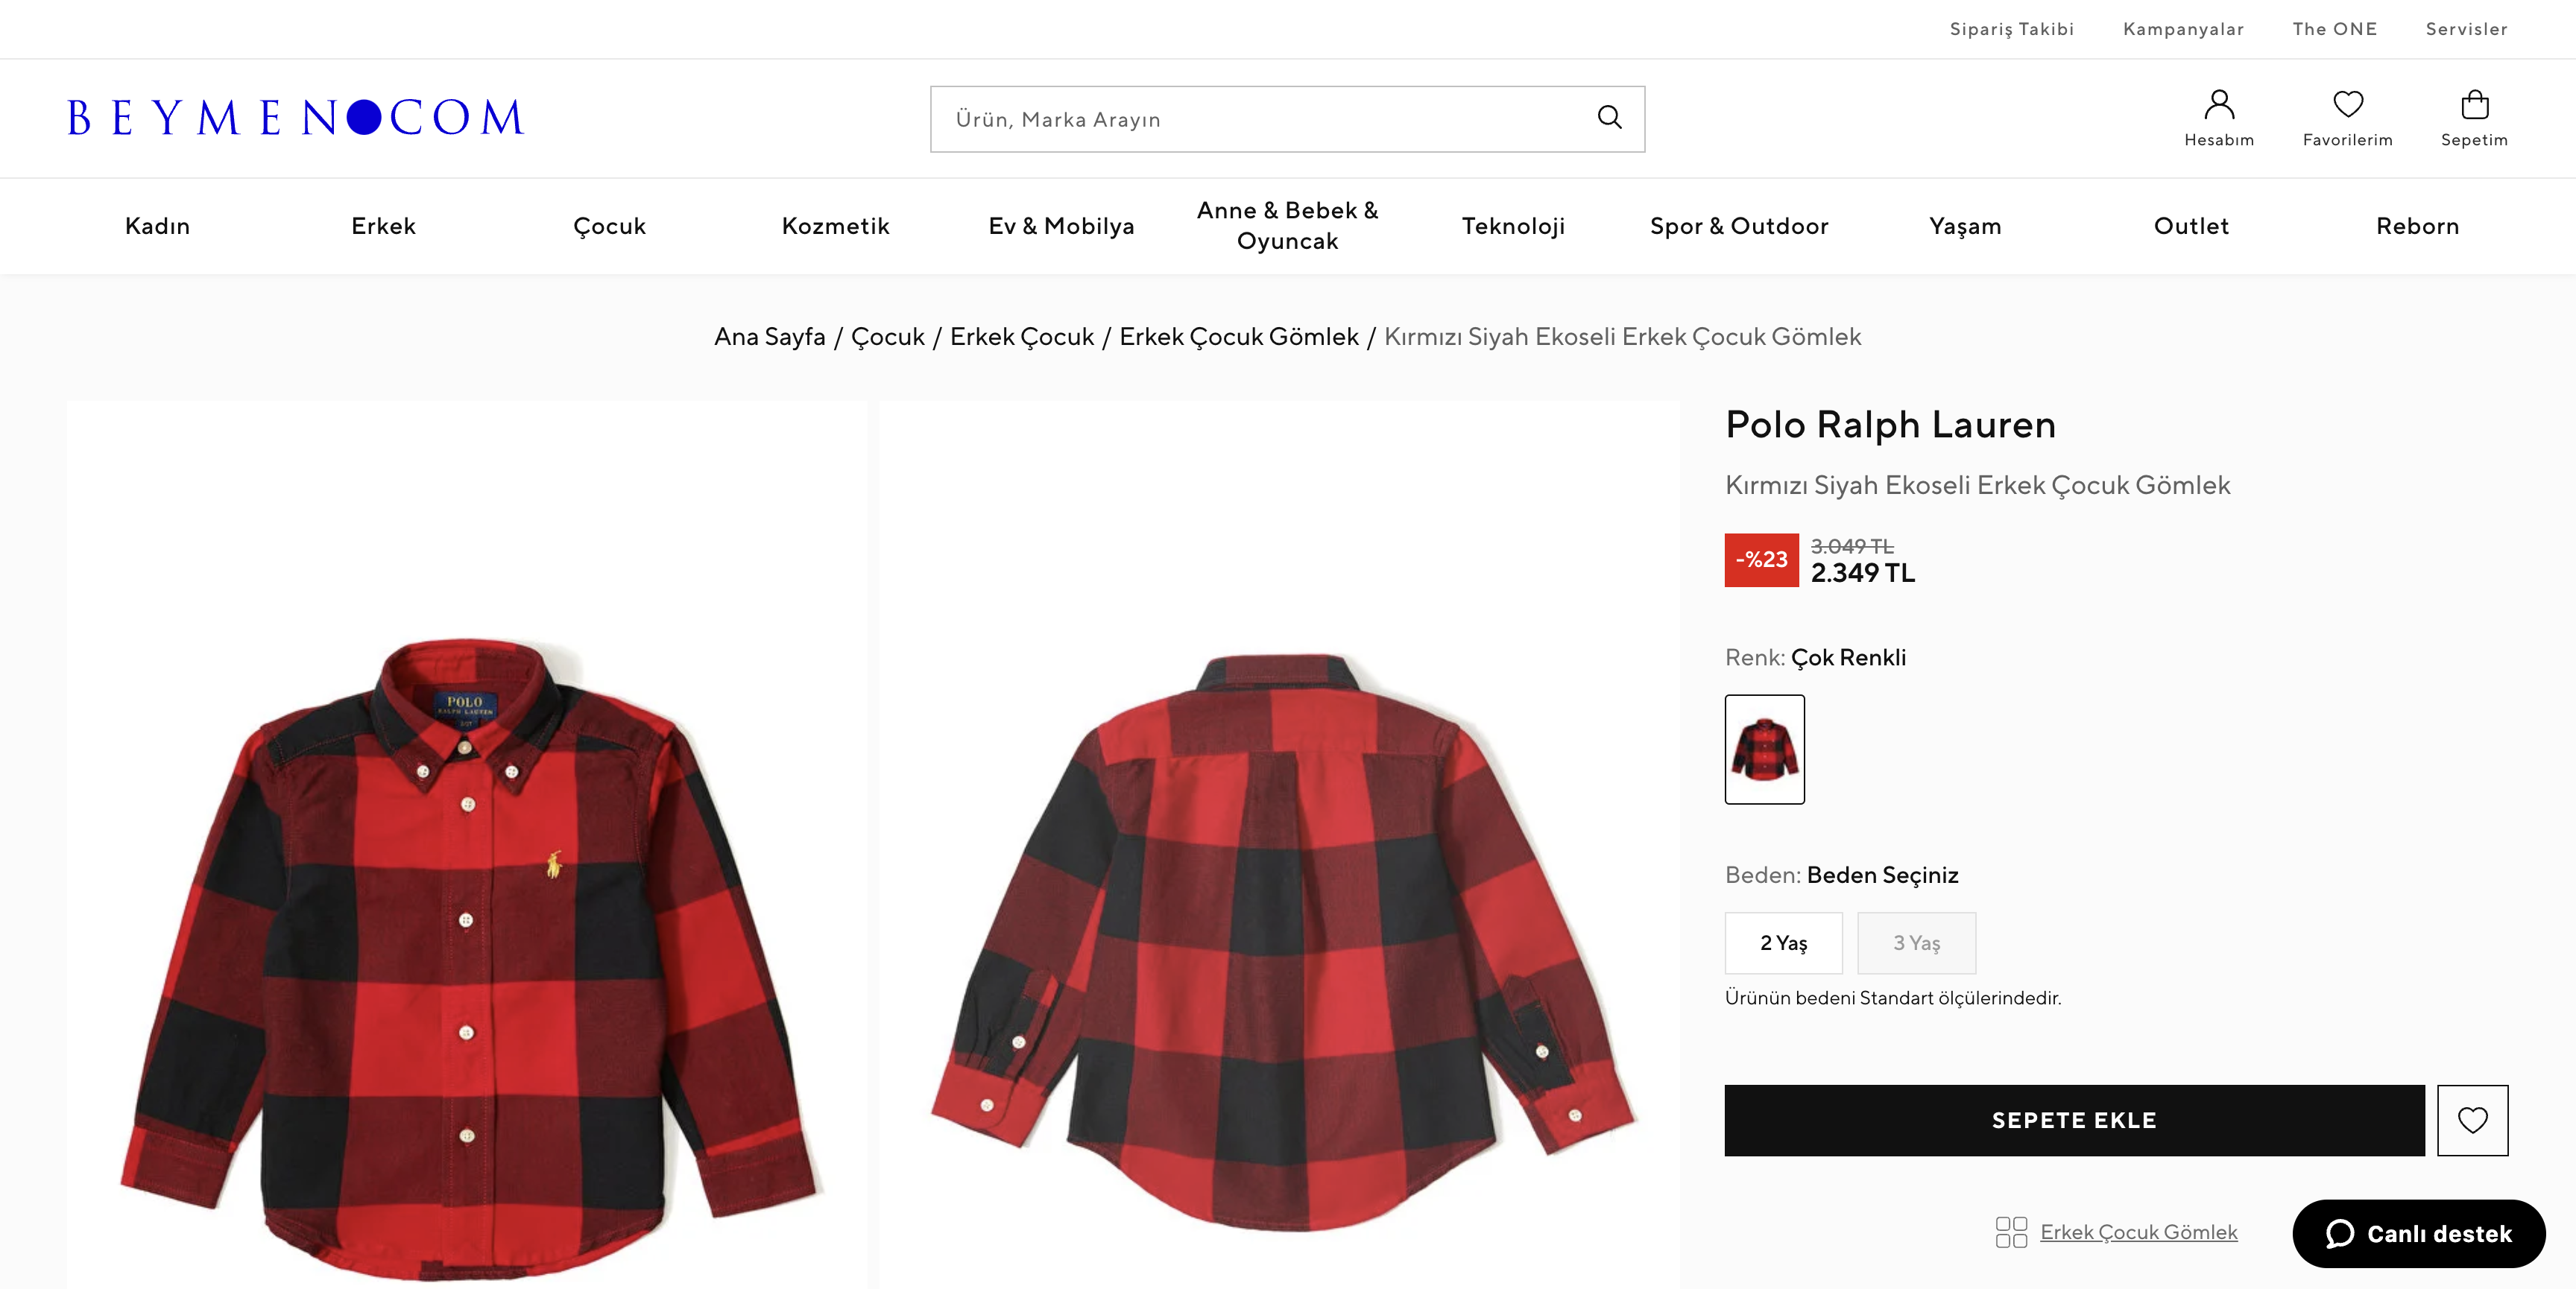 Sipariş Takibi Kampanyalar The ONE Servisler
BEYMEN COM
Ürün, Marka Arayın
Hesabım Favorilerim Sepetim
Kadın Erkek Çocuk Kozmetik Ev & Mobilya Anne & Bebek & Oyuncak Teknoloji Spor & Outdoor Yaşam Outlet Reborn
Ana Sayfa / Çocuk / Erkek Çocuk / Erkek Çocuk Gömlek / Kırmızı Siyah Ekoseli Erkek Çocuk Gömlek
POLO
RALPH LAUREN
Polo Ralph Lauren
Kırmızı Siyah Ekoseli Erkek Çocuk Gömlek
-%23
3.049 TL
2.349 TL
Renk: Çok Renkli
Beden: Beden Seçiniz
2 Yaş 3 Yaş
Ürünün bedeni Standart ölçülerindedir.
SEPETE EKLE
Erkek Çocuk Gömlek
Canlı destek